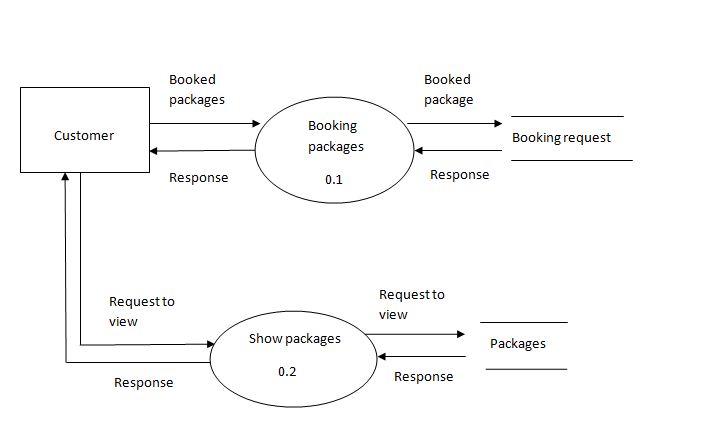 Booked
packages
Booked
package
Customer
Booking
packages
0.1
Booking request
Response
Response
Request to
view
Request to
view
Show packages
0.2
Packages
Response
Response